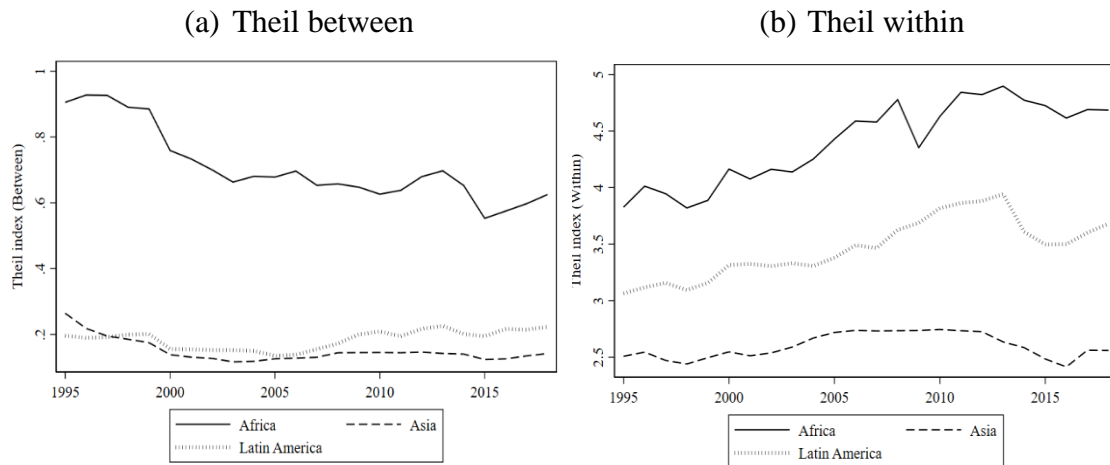 (a) Theil between
(b) Theil within
Theil index (Between)
1
.8
.6
.4
.2
1995 2000 2005 2010 2015
Africa Asia
Latin America
Theil index (Within)
5
4.5
4
3.5
3
2.5
1995 2000 2005 2010 2015
Africa Asia
Latin America